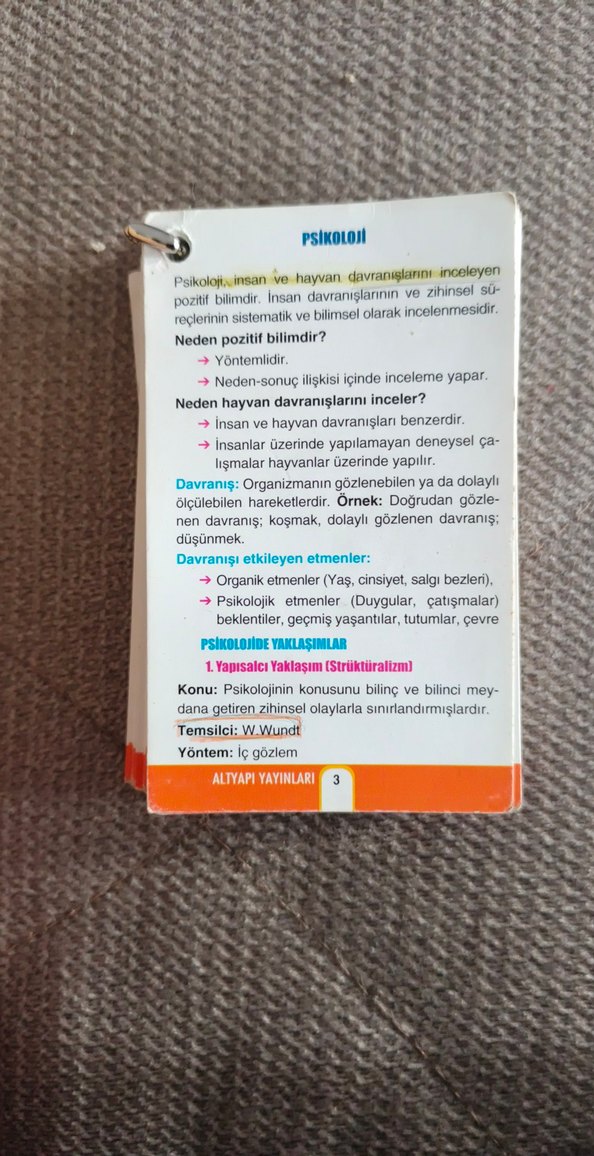 PSİKOLOJİ
Psikoloji, insan ve hayvan davranışlarını inceleyen
pozitif bilimdir. İnsan davranışlarının ve zihinsel sü-
reçlerinin sistematik ve bilimsel olarak incelenmesidir.
Neden pozitif bilimdir?
→ Yöntemlidir.
→ Neden-sonuç ilişkisi içinde inceleme yapar.
Neden hayvan davranışlarını inceler?
→ İnsan ve hayvan davranışları benzerdir.
→ İnsanlar üzerinde yapılamayan deneysel ça-
lışmalar hayvanlar üzerinde yapılır.
Davranış: Organizmanın gözlenebilen ya da dolaylı
ölçülebilen hareketlerdir. Örnek: Doğrudan gözle-
nen davranış; koşmak, dolaylı gözlenen davranış;
düşünmek.
Davranışı etkileyen etmenler:
→ Organik etmenler (Yaş, cinsiyet, salgı bezleri),
→ Psikolojik etmenler (Duygular, çatışmalar)
beklentiler, geçmiş yaşantılar, tutumlar, çevre
PSİKOLOJİDE YAKLAŞIMLAR
1. Yapısalcı Yaklaşım (Strüktüralizm)
Konu: Psikolojinin konusunu bilinç ve bilinci mey-
dana getiren zihinsel olaylarla sınırlandırmışlardır.
Temsilci: W.Wundt
Yöntem: İç gözlem
ALTYAPI YAYINLARI 3